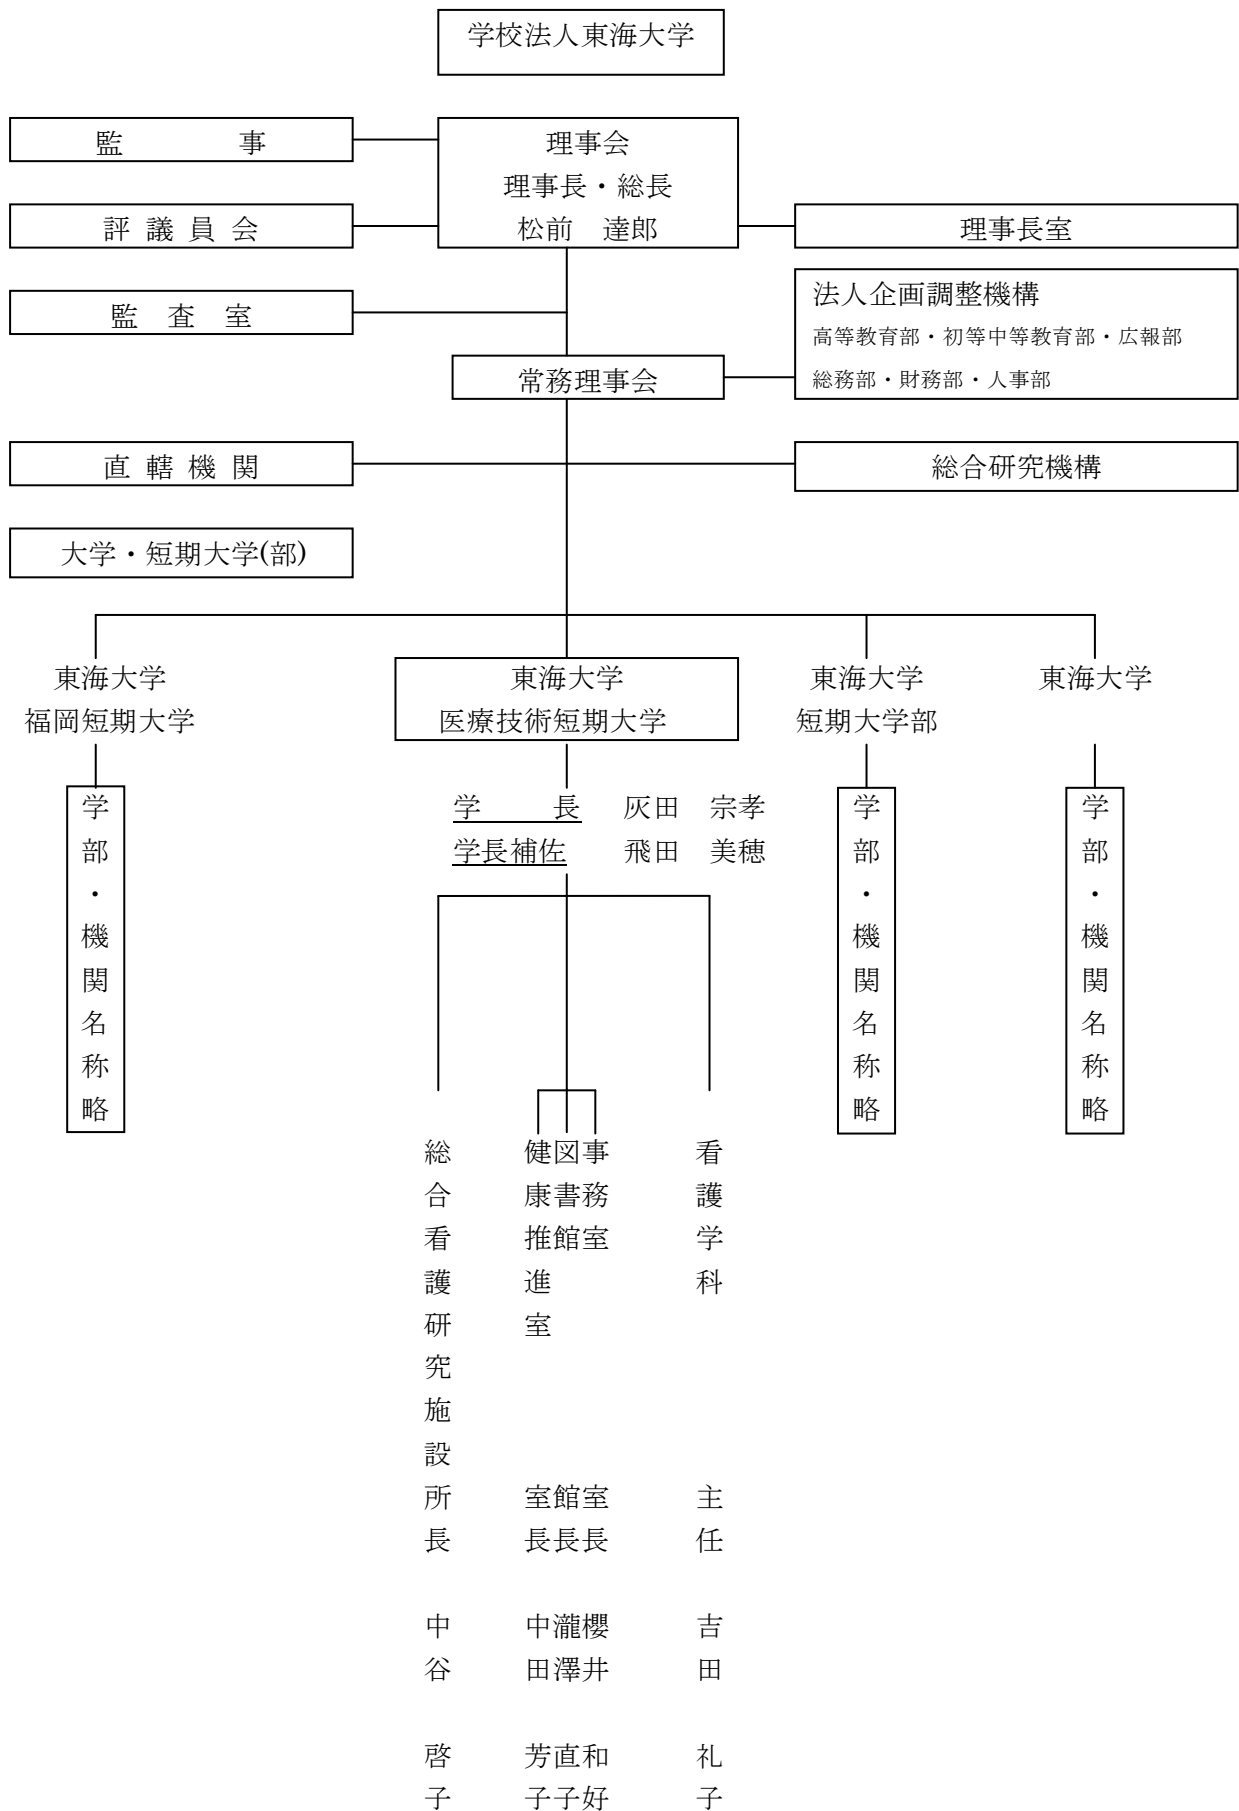 学校法人東海大学
監　　　　事
理事会
理事長・総長
松前　達郎
評 議 員 会
理事長室
監　査　室
法人企画調整機構
高等教育部・初等中等教育部・広報部
総務部・財務部・人事部
常務理事会
直 轄 機 関
総合研究機構
大学・短期大学(部)
東海大学
福岡短期大学
東海大学
医療技術短期大学
東海大学
短期大学部
東海大学
学部・機関名称略
学　　長　灰田　宗孝
学長補佐　飛田　美穂
学部・機関名称略
学部・機関名称略
総合看護研究施設所長　中谷　啓子
健康推進室　室長　中田　芳子
図書館　館長　瀧澤　直子
事務室　室長　櫻井　和好
看護学科　主任　吉田　礼子